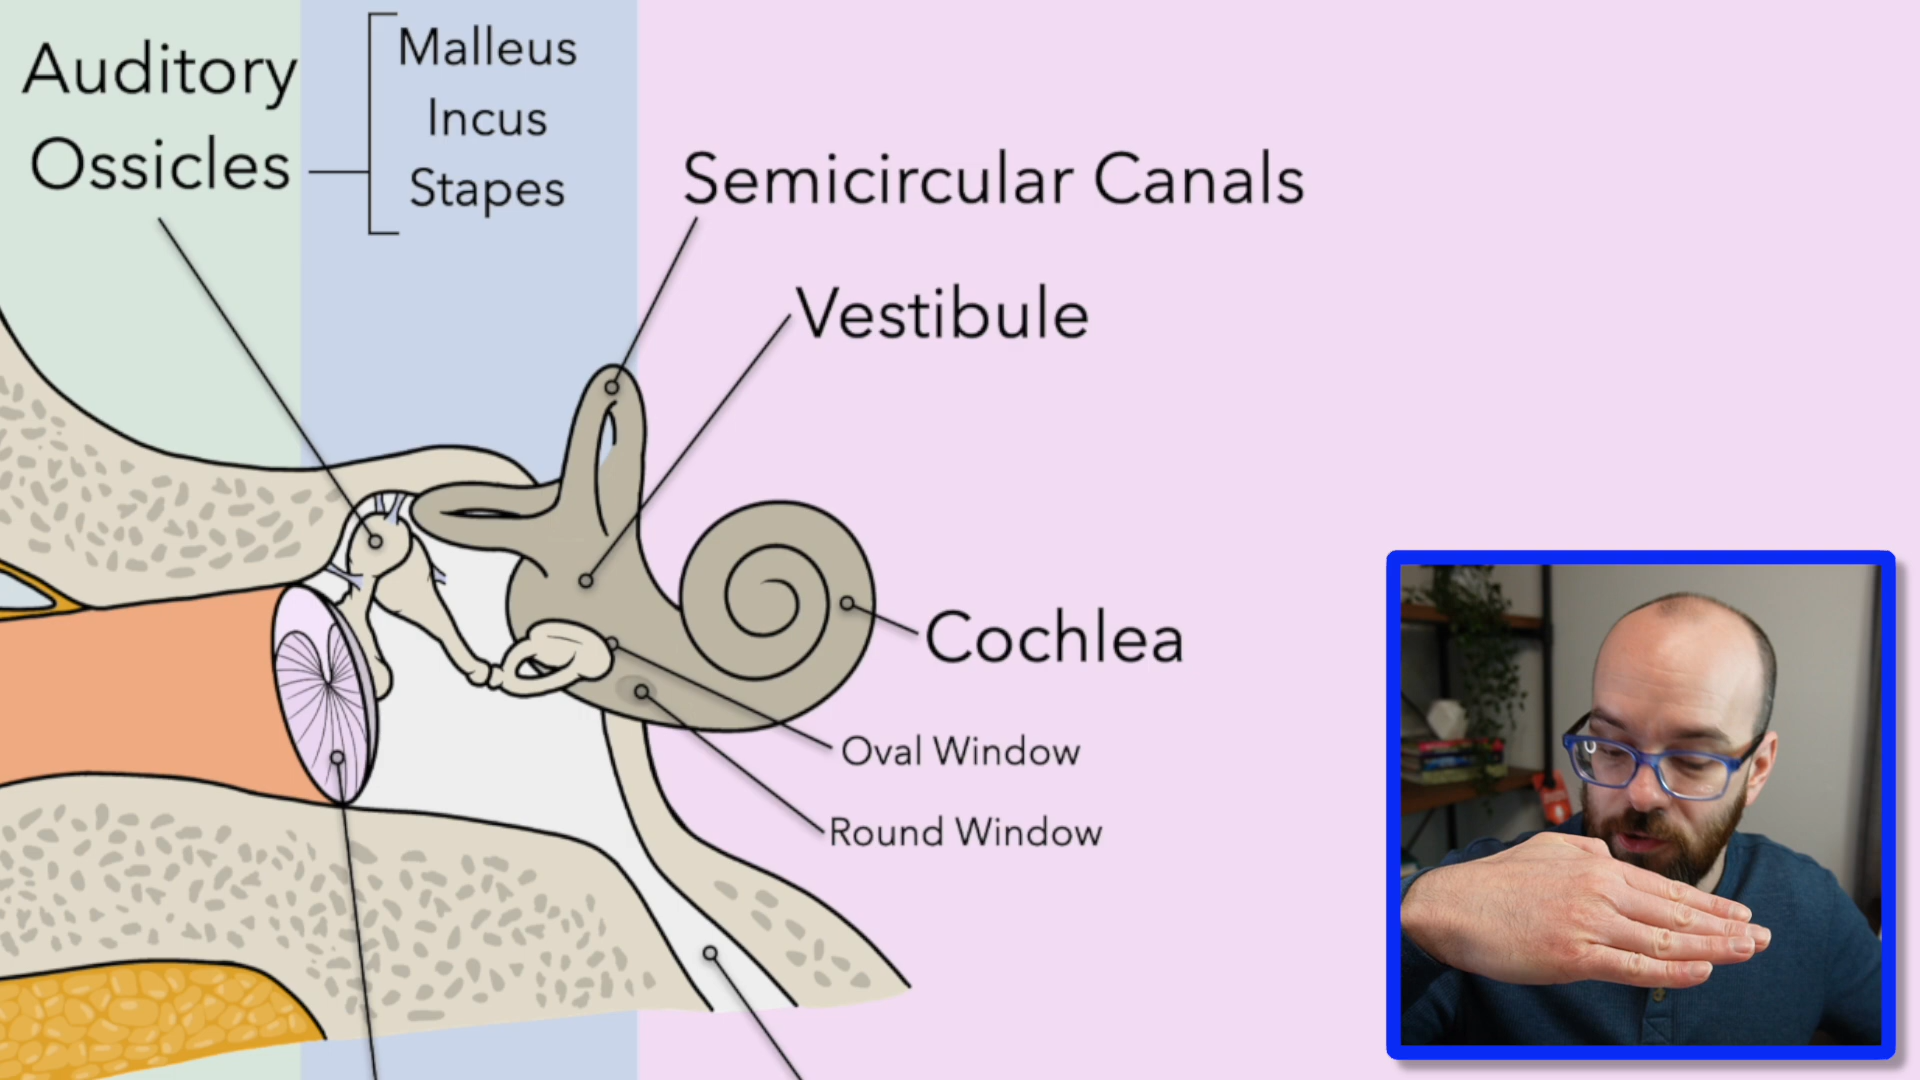 Auditory
Ossicles
Malleus
Incus
Stapes
Semicircular Canals
Vestibule
Cochlea
Oval Window
Round Window